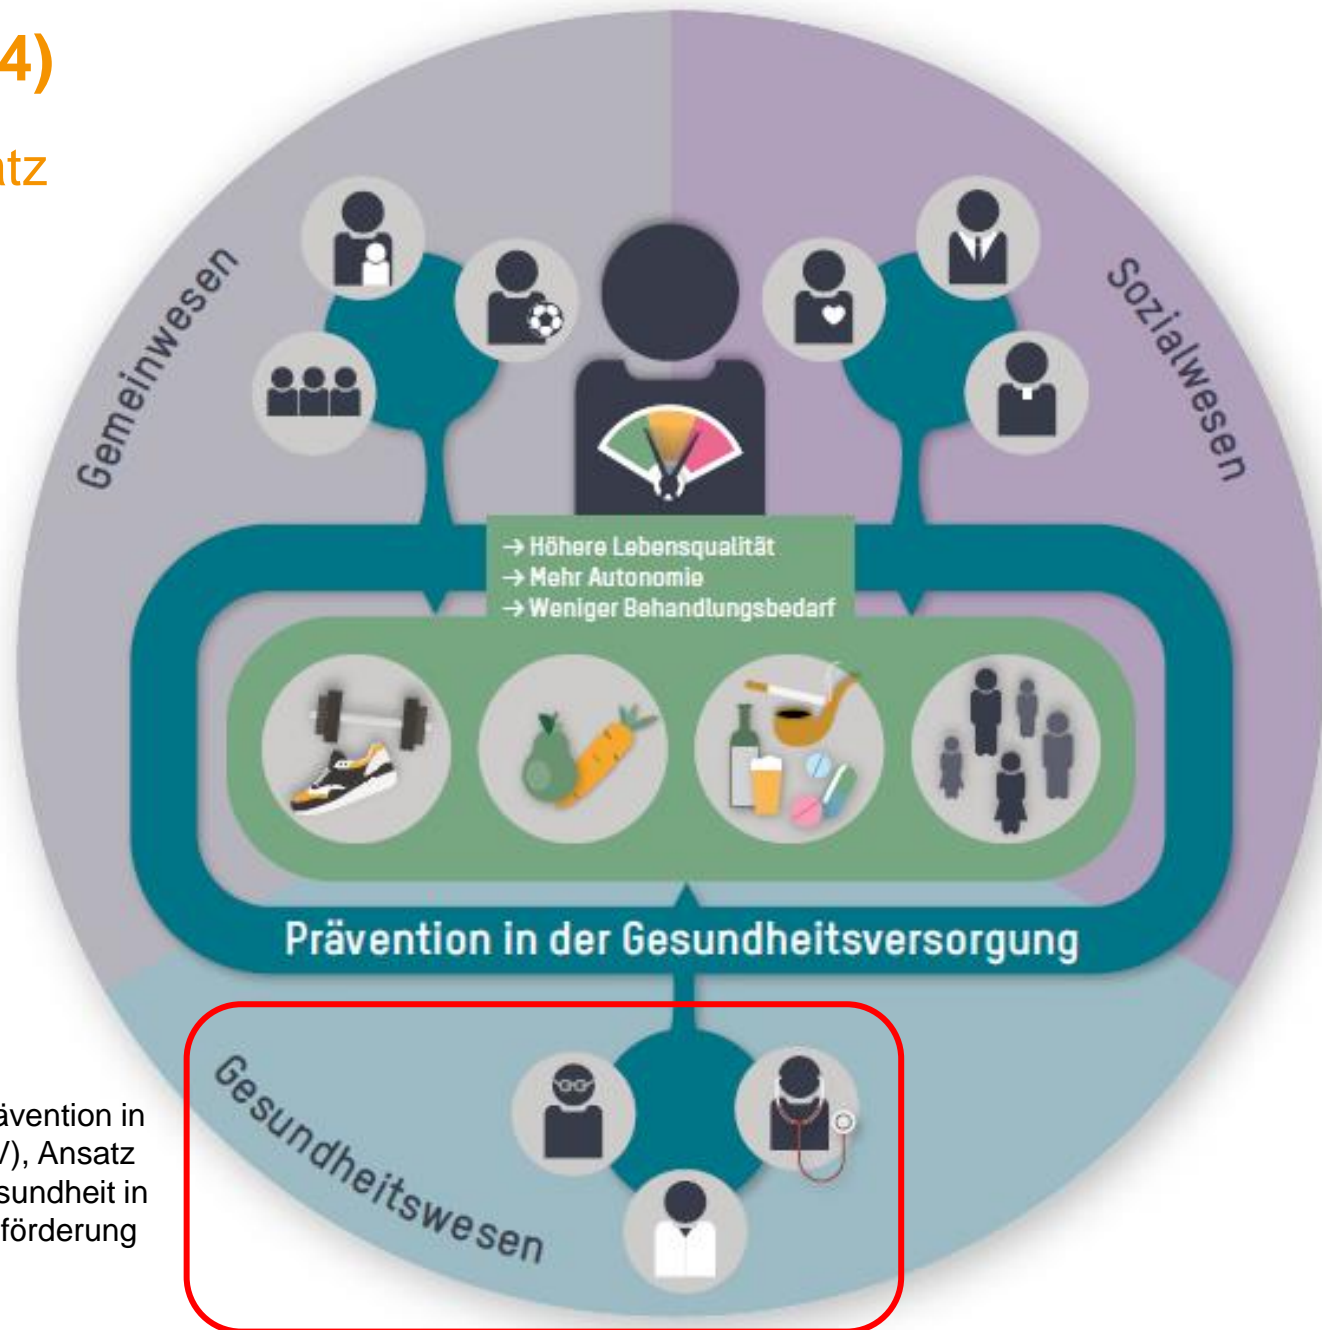 4)
tz
Gemeinwesen
Sozialwesen
→ Höhere Lebensqualität
→ Mehr Autonomie
→ Weniger Behandlungsbedarf
Prävention in der Gesundheitsversorgung
Gesundheitswesen
ävention in
), Ansatz
sundheit in
förderung